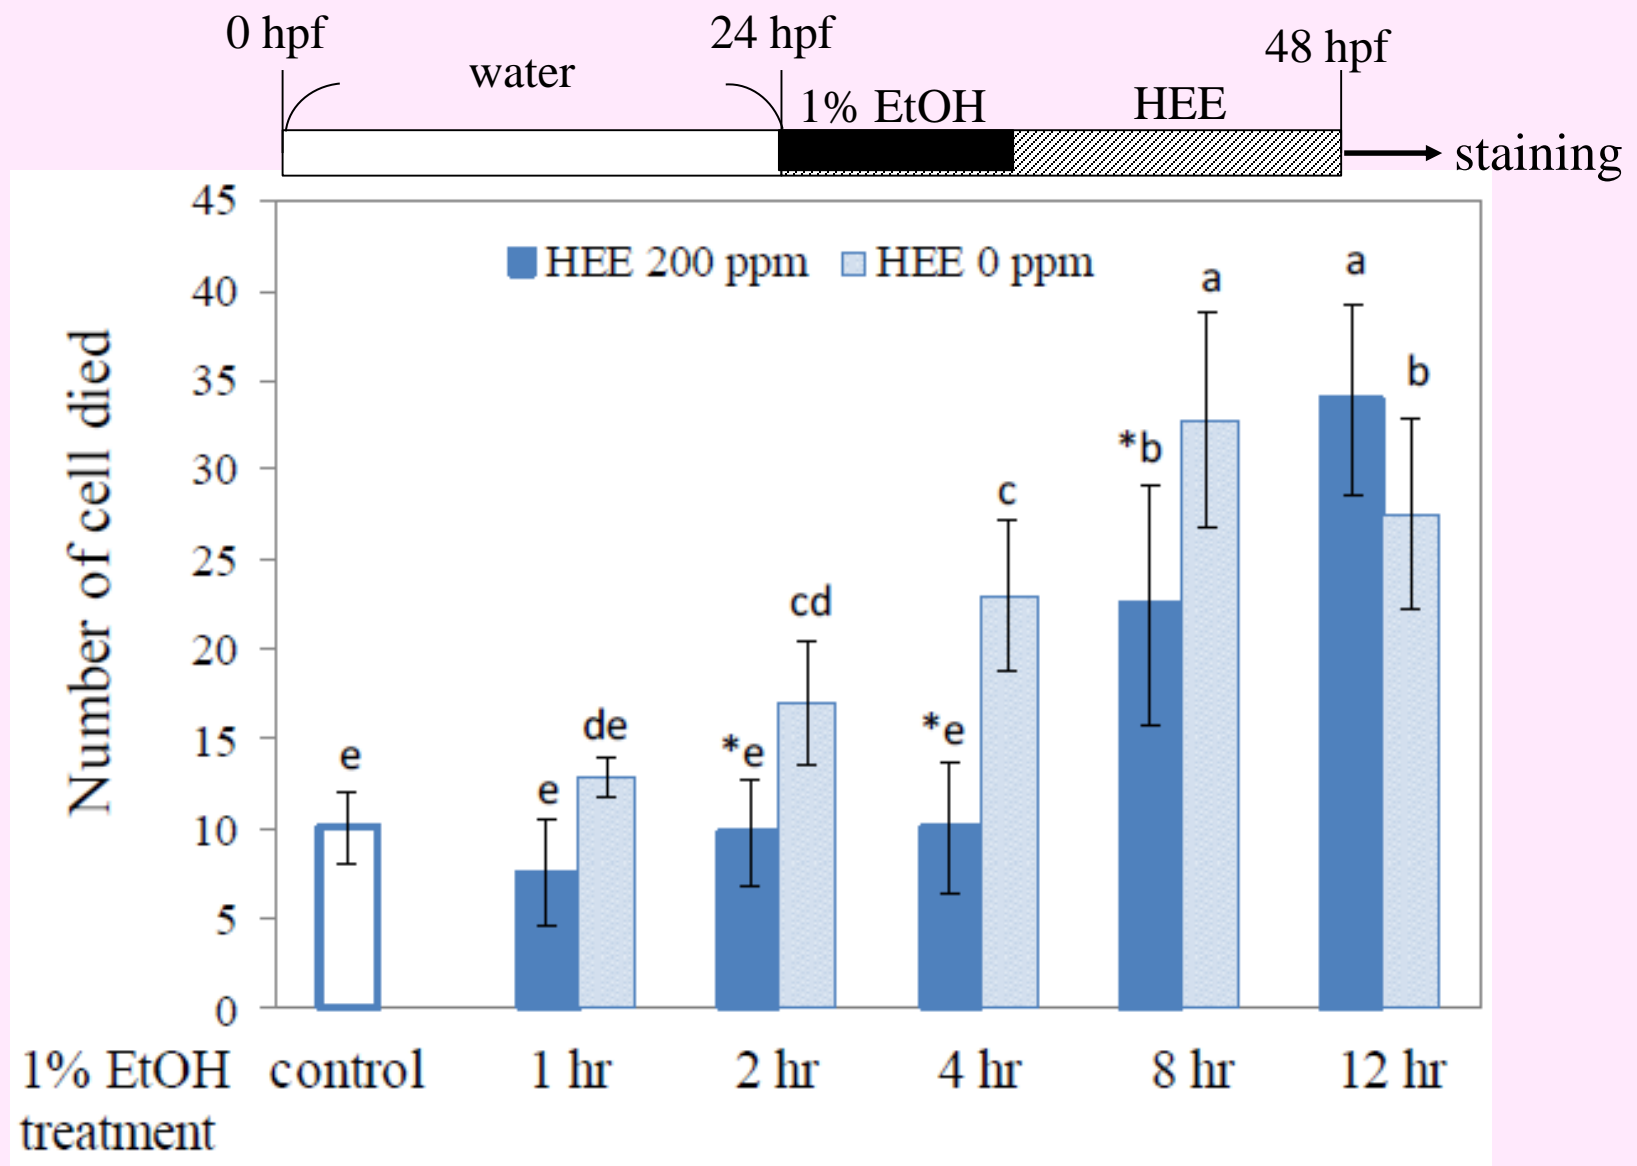 0 hpf
24 hpf
48 hpf
water
1% EtOH
HEE
staining
45
40
35
30
25
20
15
10
5
0
Number of cell died
HEE 200 ppm
HEE 0 ppm
e
e
de
*e
cd
*e
c
*b
a
a
b
1% EtOH treatment
control
1 hr
2 hr
4 hr
8 hr
12 hr